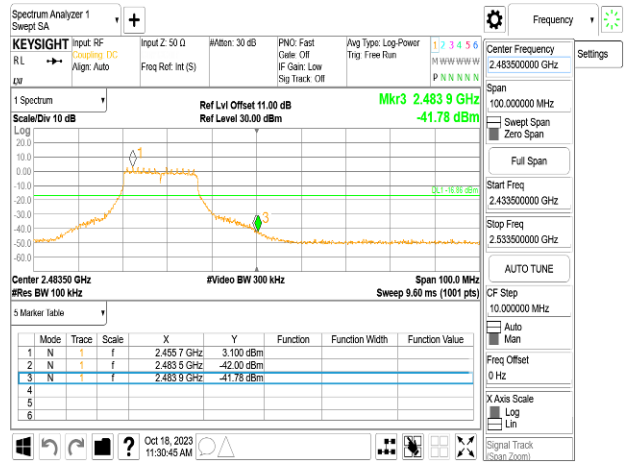 Spectrum Analyzer 1
Swept SA
Frequency
KEYSIGHT
Input: RF
Coupling: DC
Align: Auto
Input Z: 50 Ω
Freq Ref: Int (S)
#Atten: 30 dB
PNO: Fast
Gate: Off
IF Gain: Low
Sig Track: Off
Avg Type: Log-Power
Trig: Free Run
1 2 3 4 5 6
M W W W W W
P N N N N N
RL
LXI
Center Frequency
2.483500000 GHz
Settings
Span
100.000000 MHz
Swept Span
Zero Span
Full Span
Start Freq
2.433500000 GHz
Stop Freq
2.533500000 GHz
AUTO TUNE
CF Step
10.000000 MHz
Auto
Man
Freq Offset
0 Hz
X Axis Scale
Log
Lin
Signal Track
(Span Zoom)
1 Spectrum
Scale/Div 10 dB
Log
Ref Lvl Offset 11.00 dB
Ref Level 30.00 dBm
Mkr3 2.483 9 GHz
-41.78 dBm
20.0
10.0
0.00
-10.0
-20.0
-30.0
-40.0
-50.0
-60.0
1
3
DL1 -16.86 dBm
Center 2.48350 GHz
#Res BW 100 kHz
#Video BW 300 kHz
Span 100.0 MHz
Sweep 9.60 ms (1001 pts)
5 Marker Table
Mode Trace Scale X Y Function Function Width Function Value
1 N 1 f 2.455 7 GHz 3.100 dBm
2 N 1 f 2.483 5 GHz -42.00 dBm
3 N 1 f 2.483 9 GHz -41.78 dBm
4
5
6
?
Oct 18, 2023
11:30:45 AM